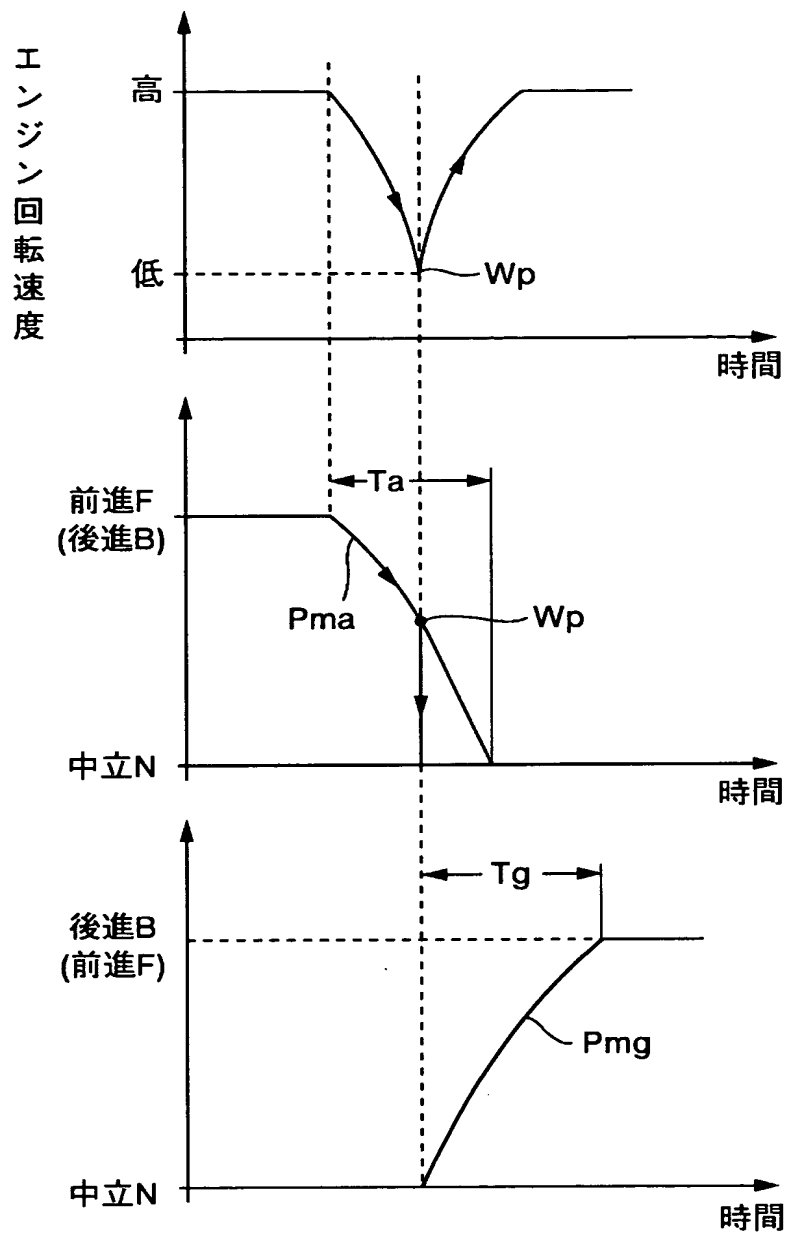 エンジン回転速度
高
低
Wp
時間
前進F
(後進B)
Ta
Pma
Wp
中立N
時間
後進B
(前進F)
Tg
Pmg
中立N
時間